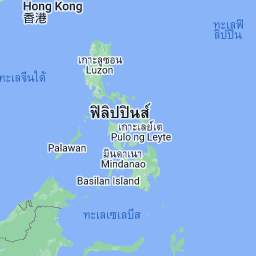 Hong Kong
香港
ทะเลฟิ
ลิปปิน
เกาะลูซอน
Luzon
ทะเลจีนใต้
ฟิลิปปินส์
เกาะเลย์เต
Pulo ng Leyte
Palawan
มินดาเนา
Mindanao
Basilan Island
ทะเลเซเลบีส